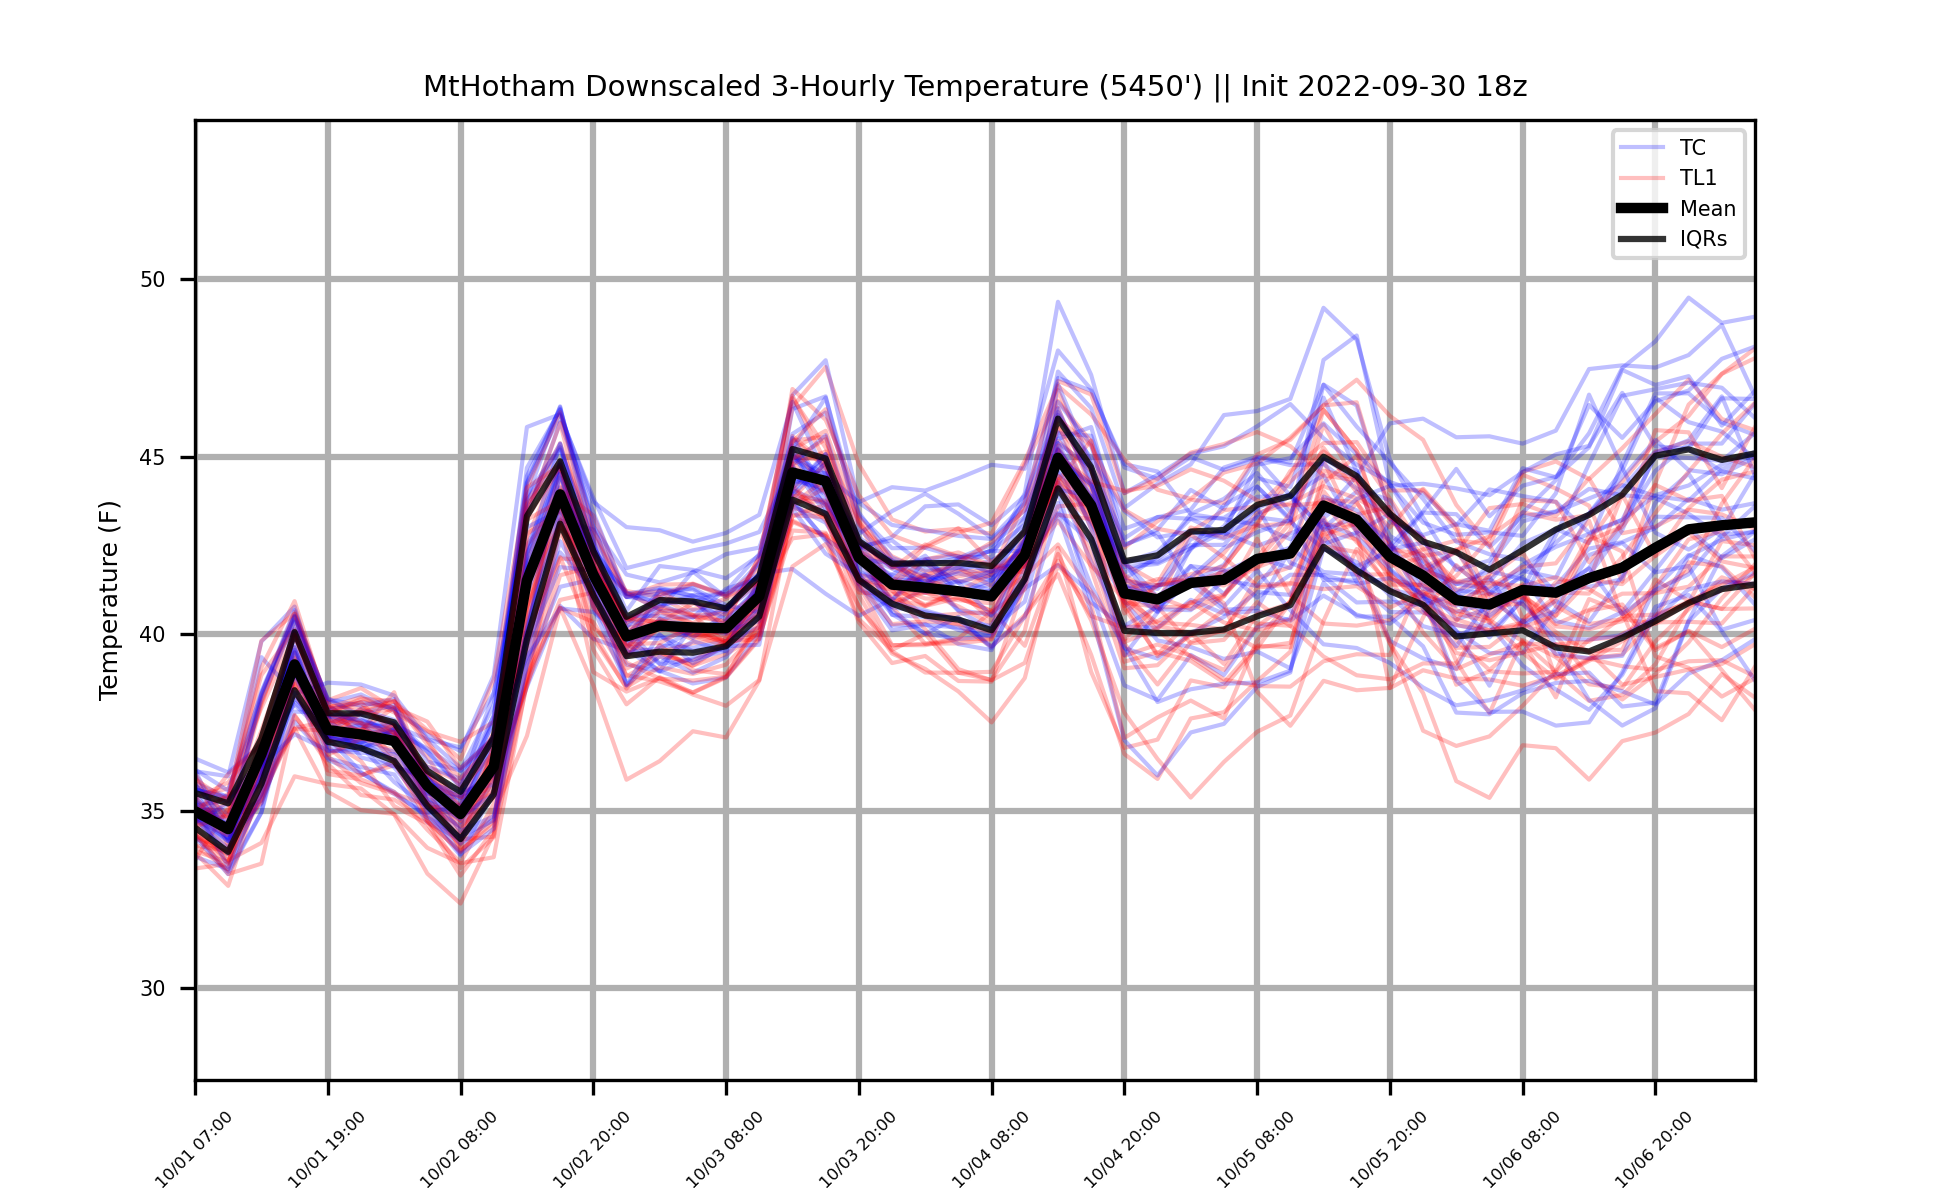 MtHotham Downscaled 3-Hourly Temperature (5450') || Init 2022-09-30 18z
TC
TL1
Mean
IQRs
Temperature (F)
50
45
40
35
30
10/01 07:00
10/01 19:00
10/02 08:00
10/02 20:00
10/03 08:00
10/03 20:00
10/04 08:00
10/04 20:00
10/05 08:00
10/05 20:00
10/06 08:00
10/06 20:00